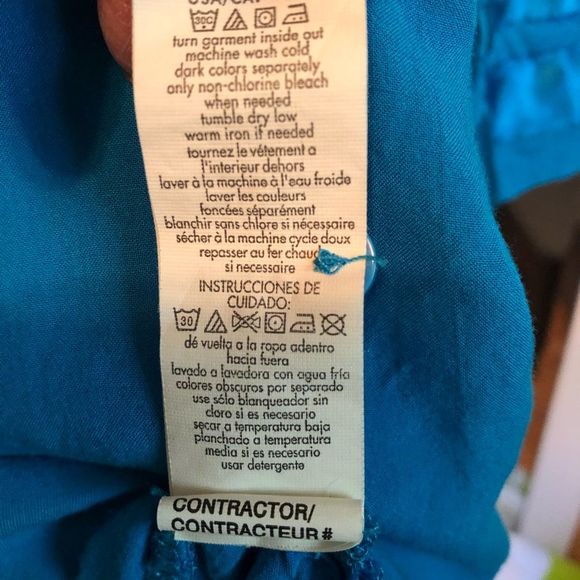 USA/CA:
30C
turn garment inside out
machine wash cold
dark colors separately
only non-chlorine bleach
when needed
tumble dry low
warm iron if needed
tournez le vêtement a
l'interieur dehors
laver à la machine à l'eau froide
laver les couleurs
foncées séparément
blanchir sans chlore si nécessaire
sécher à la machine cycle doux
repasser au fer chaud
si necessaire
INSTRUCCIONES DE
CUIDADO:
30
dé vuelta a la ropa adentro
hacia fuera
lavado a lavadora con agua fría
colores obscuros por separado
use sólo blanqueador sin
cloro si es necesario
secar a temperatura baja
planchado a temperatura
media si es necesario
usar detergente
CONTRACTOR/
CONTRACTEUR#